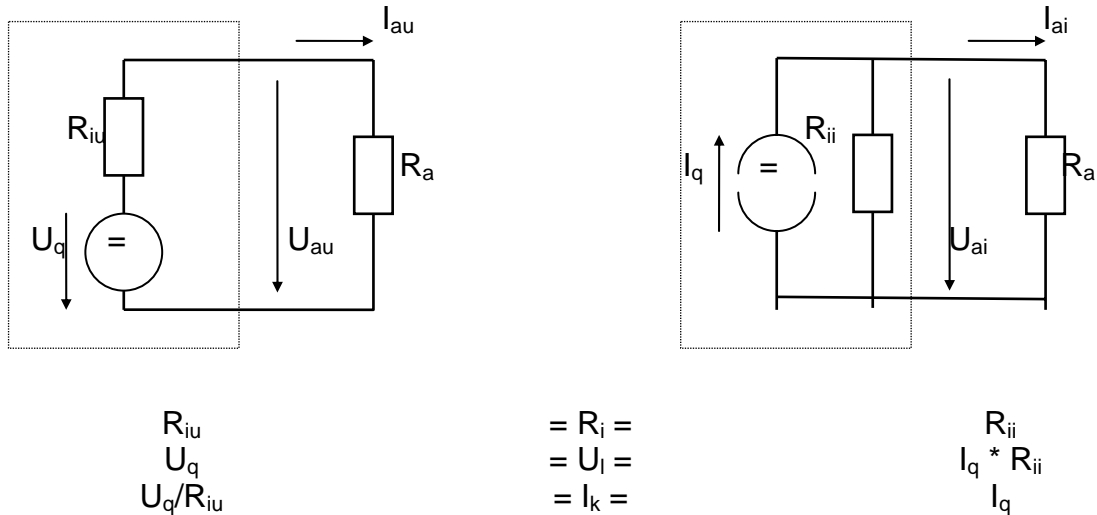 I_au
I_ai
R_iu
R_a
U_q
=
U_au
R_ii
I_q
=
R_a
U_ai
R_iu = R_i = R_ii
U_q = U_l = I_q * R_ii
U_q/R_iu = I_k = I_q